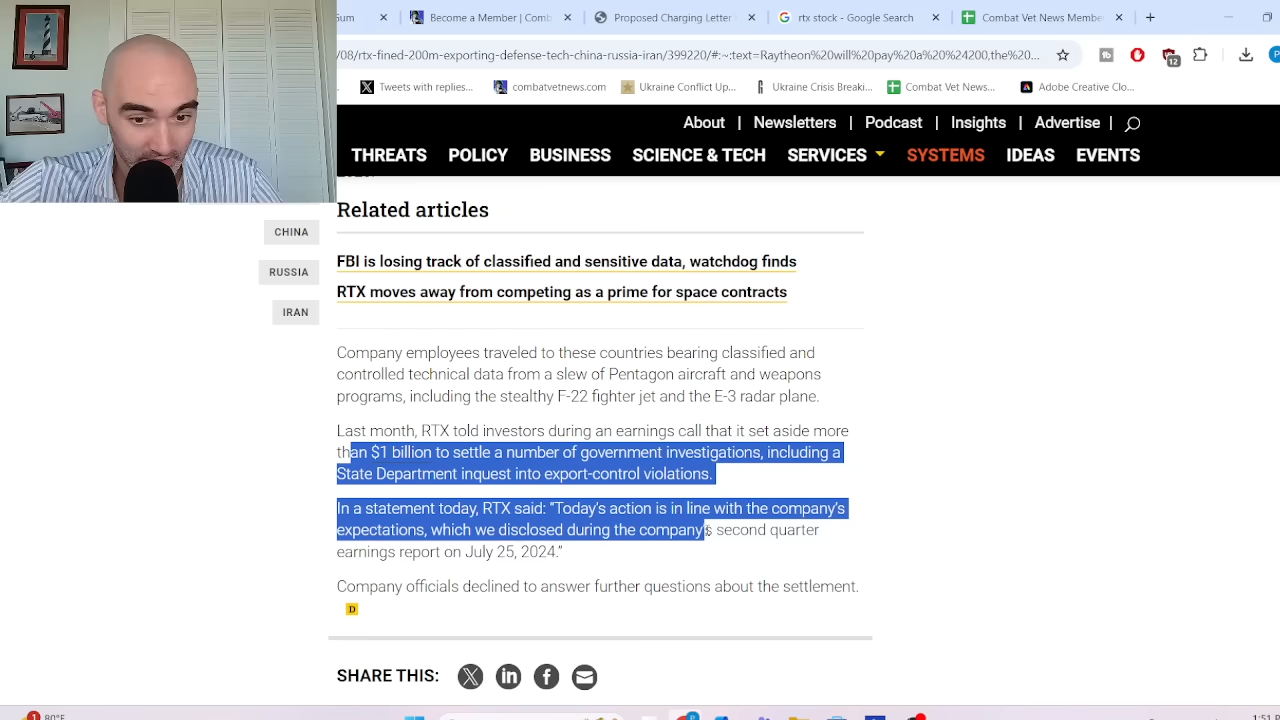 Gum
Become a Member | Comb
Proposed Charging Letter
rtx stock - Google Search
Combat Vet News Membe
/08/rtx-fined-200m-exporting-defense-tech-china-russia-iran/399220/#:~:text=Raytheon%20will%20pay%20a%24200,the%20...
12
Tweets with replies...
combatvetnews.com
Ukraine Conflict Up...
Ukraine Crisis Breaki...
Combat Vet News...
Adobe Creative Clo...
About | Newsletters | Podcast | Insights | Advertise |
THREATS POLICY BUSINESS SCIENCE & TECH SERVICES SYSTEMS IDEAS EVENTS
Related articles
CHINA
FBI is losing track of classified and sensitive data, watchdog finds
RUSSIA
RTX moves away from competing as a prime for space contracts
IRAN
Company employees traveled to these countries bearing classified and
controlled technical data from a slew of Pentagon aircraft and weapons
programs, including the stealthy F-22 fighter jet and the E-3 radar plane.
Last month, RTX told investors during an earnings call that it set aside more
than $1 billion to settle a number of government investigations, including a
State Department inquest into export-control violations.
In a statement today, RTX said: “Today's action is in line with the company's
expectations, which we disclosed during the company's second quarter
earnings report on July 25, 2024.”
Company officials declined to answer further questions about the settlement.
D
SHARE THIS:
1
80°F